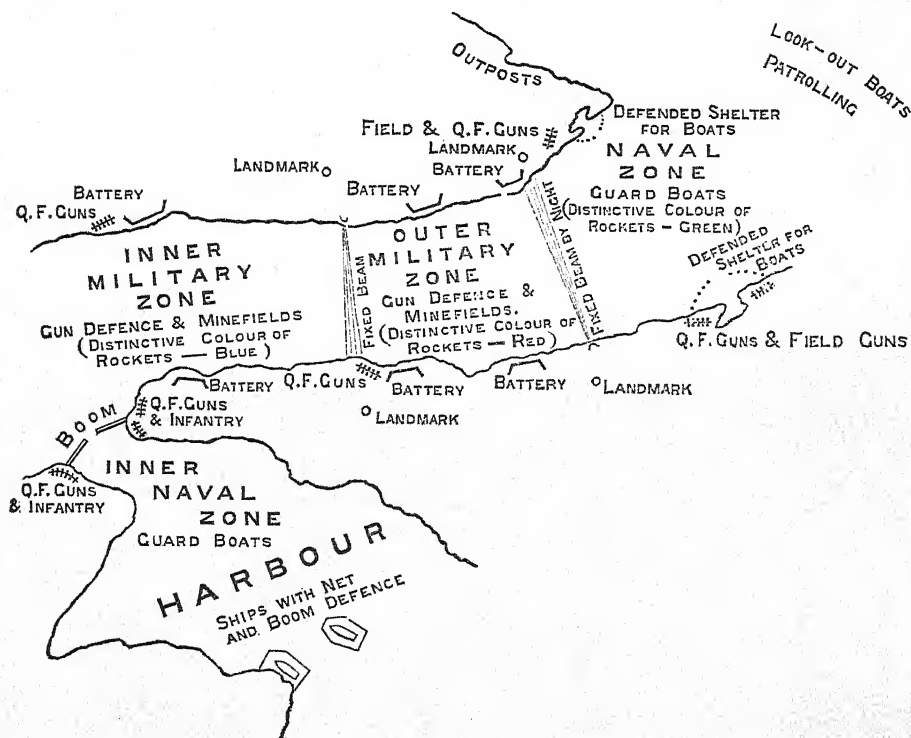 LOOK-OUT BOATS
PATROLLING
OUTPOSTS
DEFENDED SHELTER
FOR BOATS
FIELD & Q.F. GUNS
LANDMARK
BATTERY
NAVAL
ZONE
GUARD BOATS
(DISTINCTIVE COLOUR OF
ROCKETS - GREEN)
LANDMARK
BATTERY
BATTERY
Q.F. GUNS
INNER
MILITARY
ZONE
GUN DEFENCE & MINEFIELDS
(DISTINCTIVE COLOUR OF
ROCKETS — BLUE)
FIXED BEAM
OUTER
MILITARY
ZONE
GUN DEFENCE &
MINEFIELDS.
(DISTINCTIVE COLOUR OF
ROCKETS — RED)
FIXED BEAM BY NIGHT
DEFENDED
SHELTER FOR
BOATS
Q.F. GUNS & FIELD GUNS
BATTERY
Q.F. GUNS
BATTERY
BATTERY
LANDMARK
LANDMARK
Q.F. GUNS
& INFANTRY
BOOM
Q.F. GUNS
& INFANTRY
INNER
NAVAL
ZONE
GUARD BOATS
HARBOUR
SHIPS WITH NET
AND BOOM DEFENCE